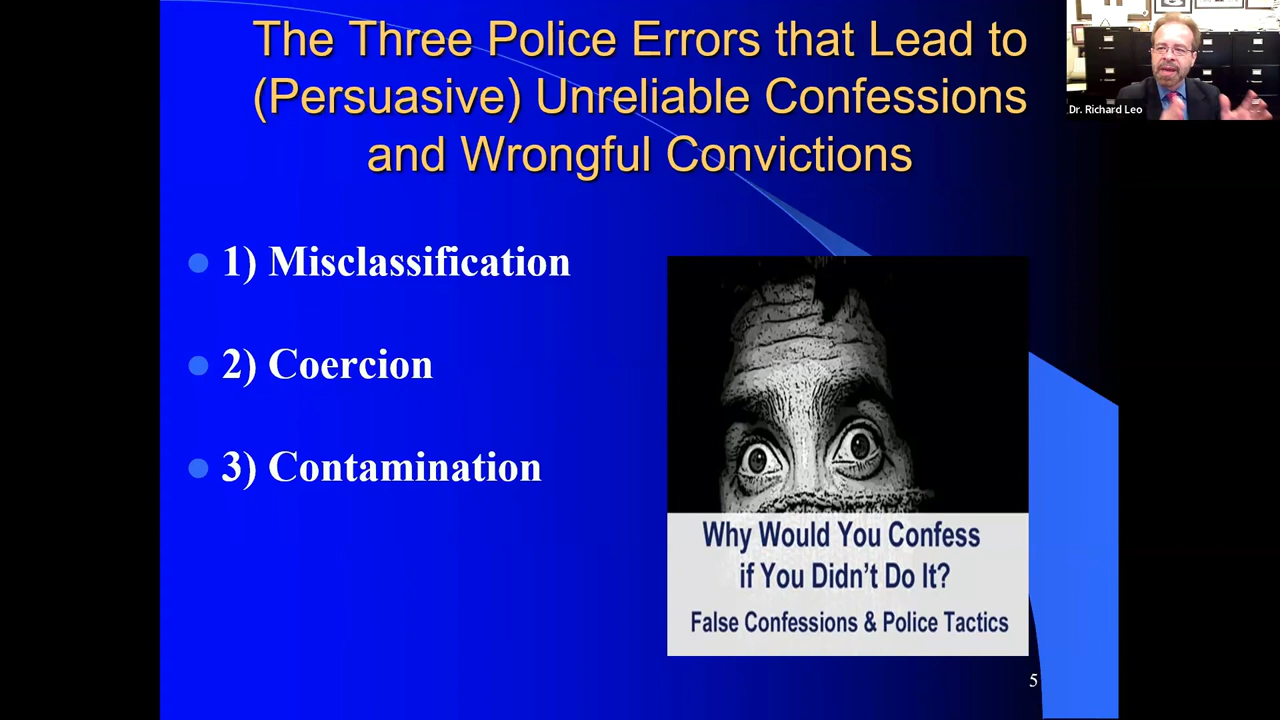 The Three Police Errors that Lead to
(Persuasive) Unreliable Confessions
and Wrongful Convictions
Dr. Richard Leo
1) Misclassification
2) Coercion
3) Contamination
Why Would You Confess
if You Didn't Do It?
False Confessions & Police Tactics
5